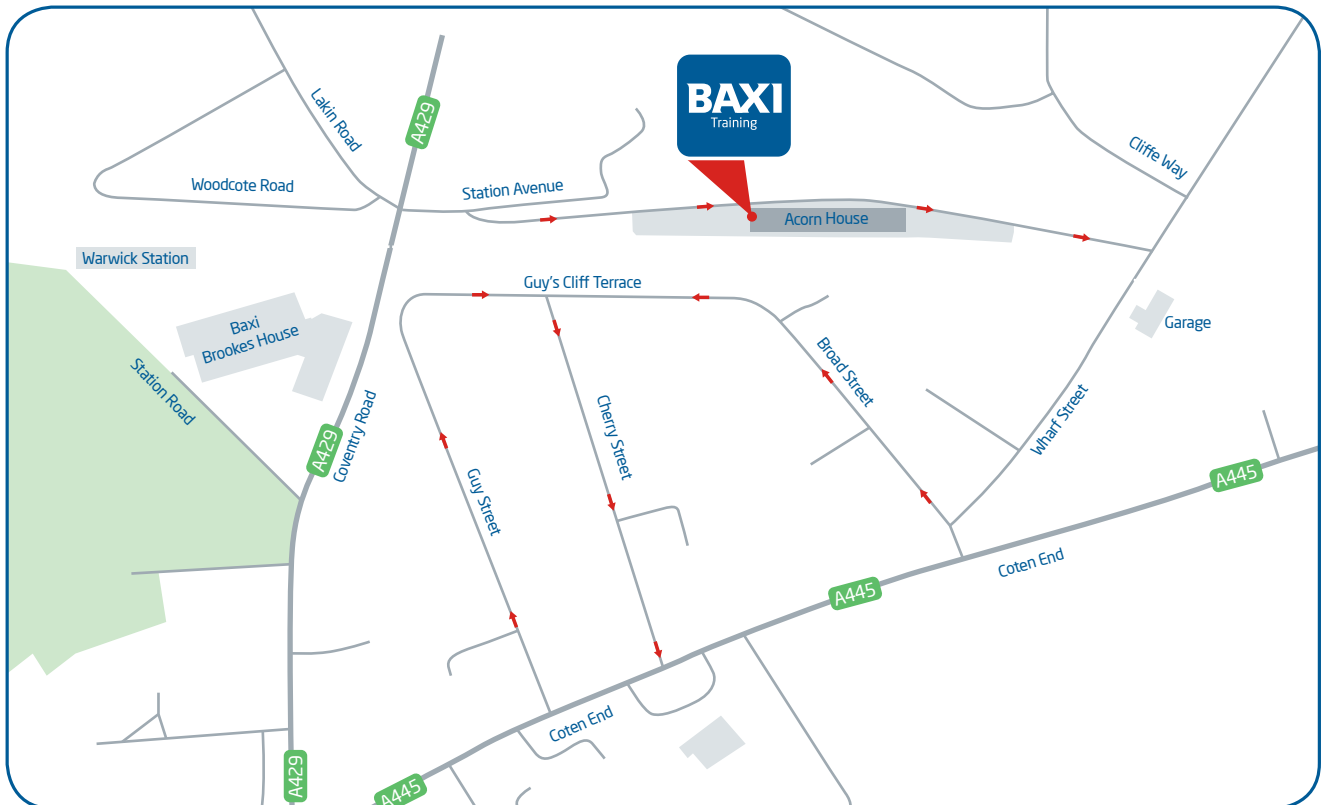 BAXI
Training
A429
Lakin Road
Cliffe Way
Woodcote Road
Station Avenue
Acorn House
Warwick Station
Guy's Cliff Terrace
Baxi
Brookes House
Garage
Station Road
Broad Street
Coventry Road
A429
Cherry Street
Wharf Street
Guy Street
A445
Coten End
A445
Coten End
A429
A445